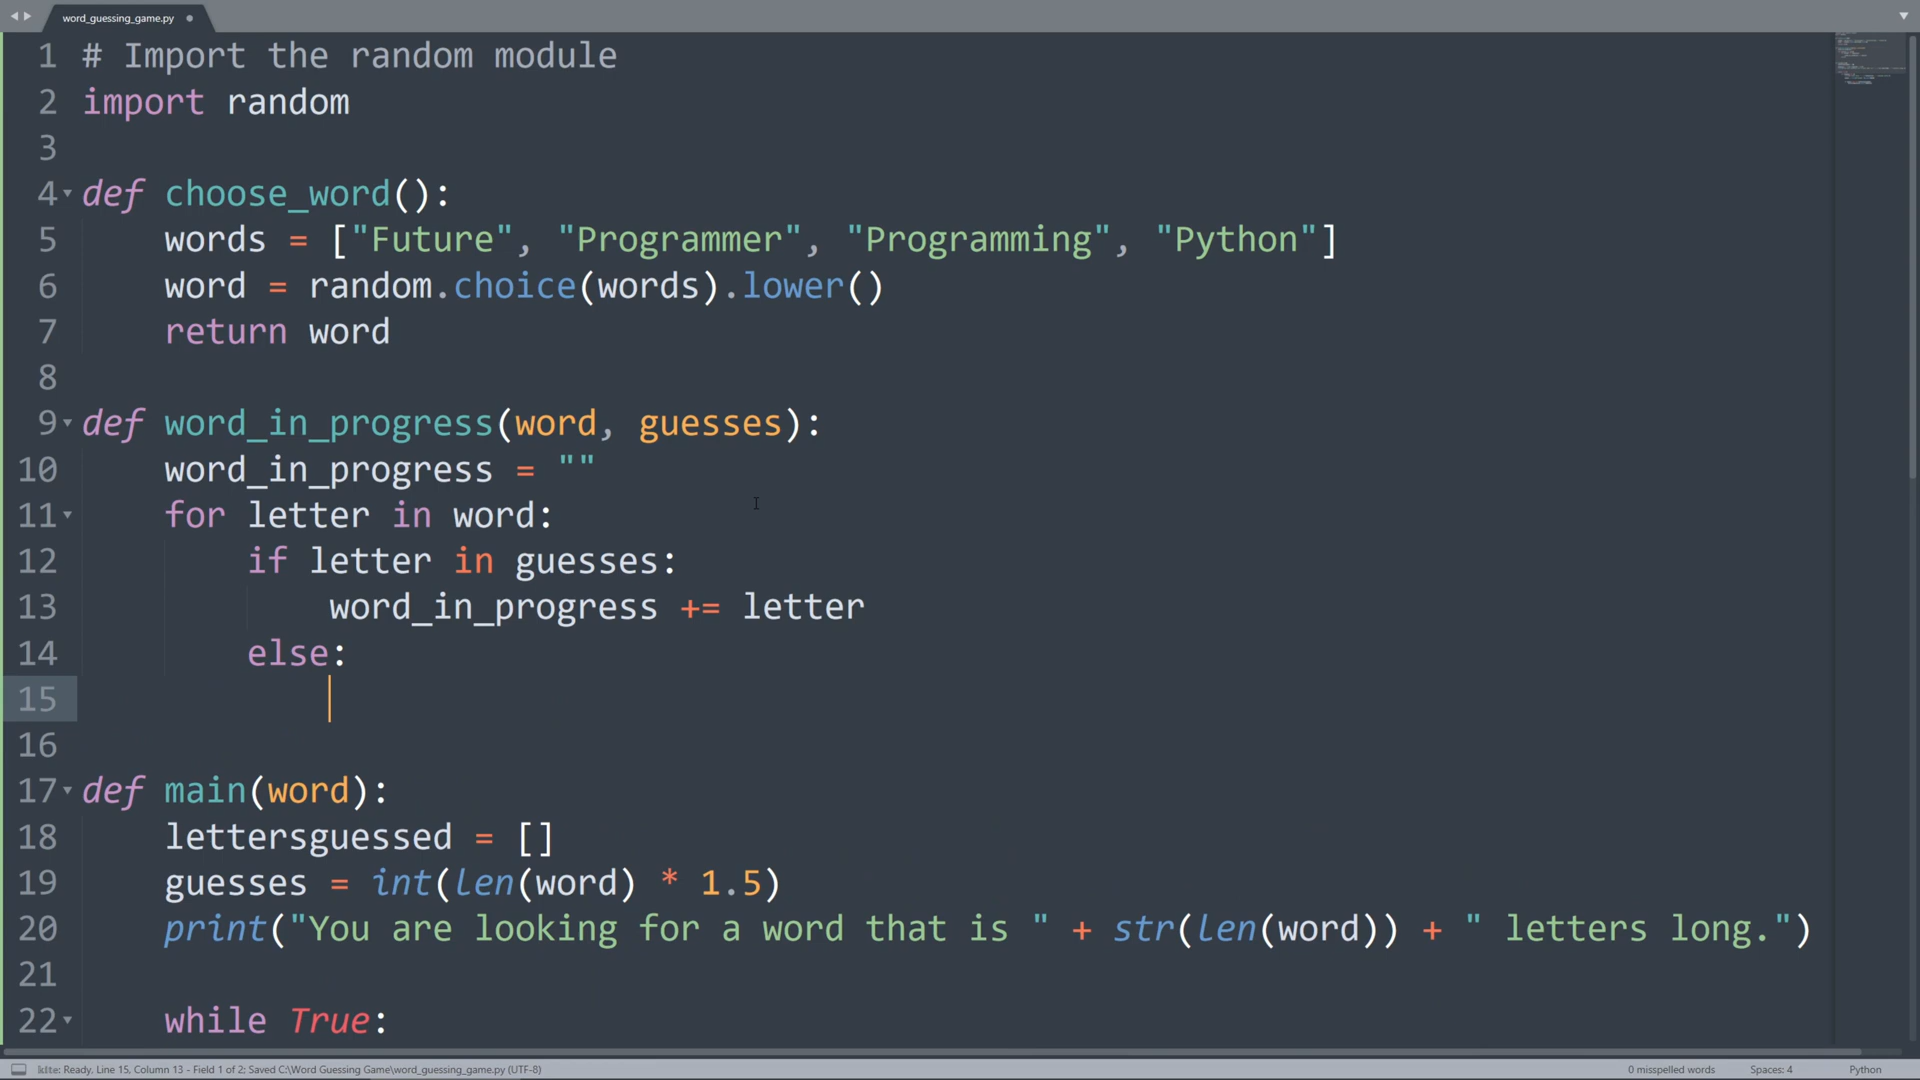 word_guessing_game.py
1 # Import the random module
2 import random
3
4 def choose_word():
5 words = ["Future", "Programmer", "Programming", "Python"]
6 word = random.choice(words).lower()
7 return word
8
9 def word_in_progress(word, guesses):
10 word_in_progress = ""
11 for letter in word:
12 if letter in guesses:
13 word_in_progress += letter
14 else:
15
16
17 def main(word):
18 lettersguessed = []
19 guesses = int(len(word) * 1.5)
20 print("You are looking for a word that is " + str(len(word)) + " letters long.")
21
22 while True:
kite: Ready. Line 15, Column 13 - Field 1 of 2; Saved C:\Word Guessing Game\word_guessing_game.py (UTF-8) 0 misspelled words Spaces: 4 Python